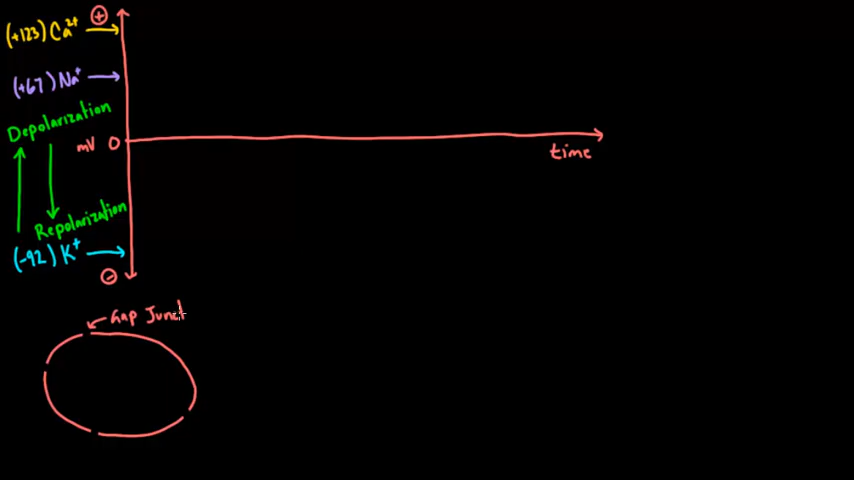 ⊕
(+123) Ca²⁺
(+67) Na⁺
Depolarization
mV 0
time
Repolarization
(-92) K⁺
⊖
Gap Junct